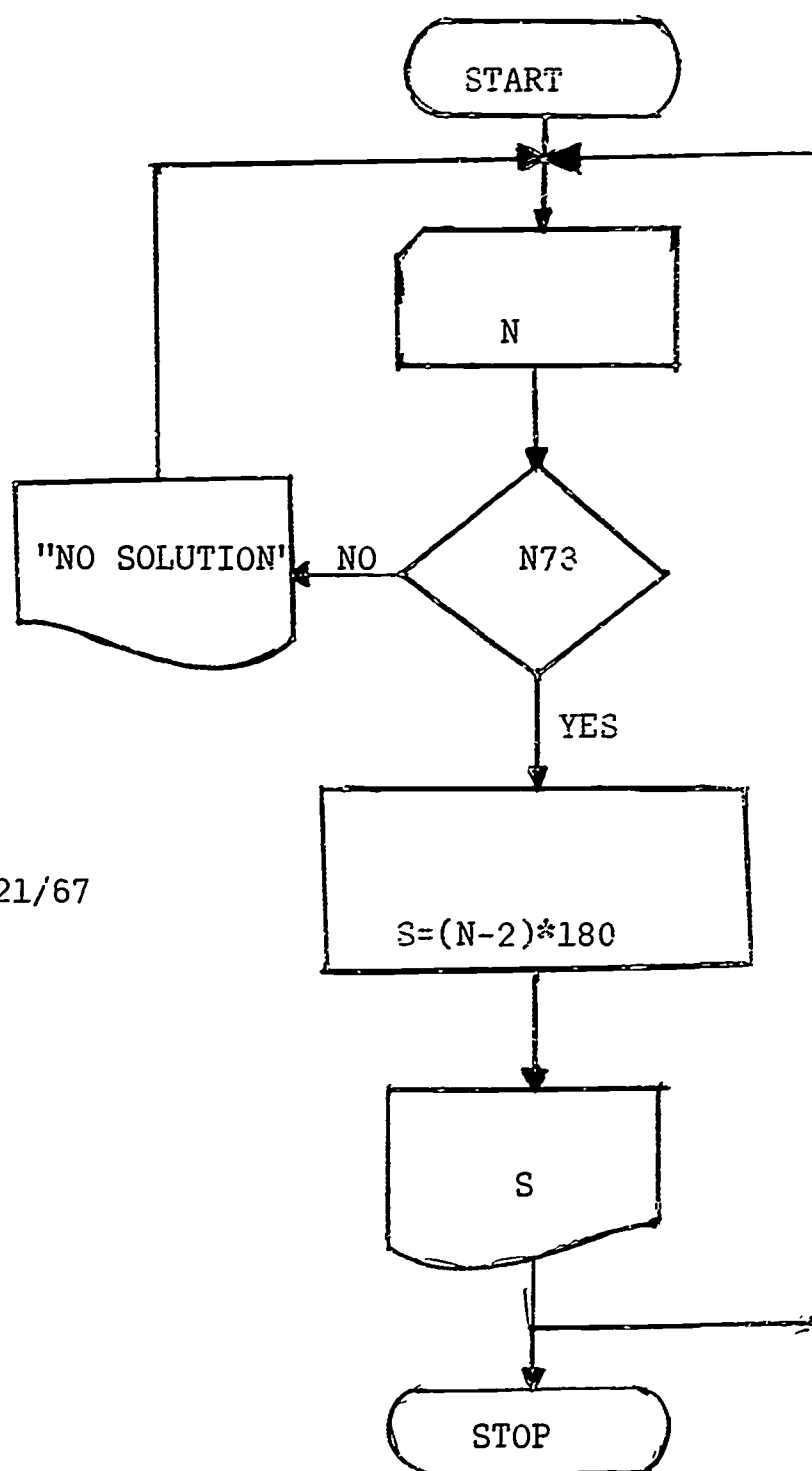 START
N
"NO SOLUTION"
NO
N73
YES
21/67
S=(N-2)*180
S
STOP